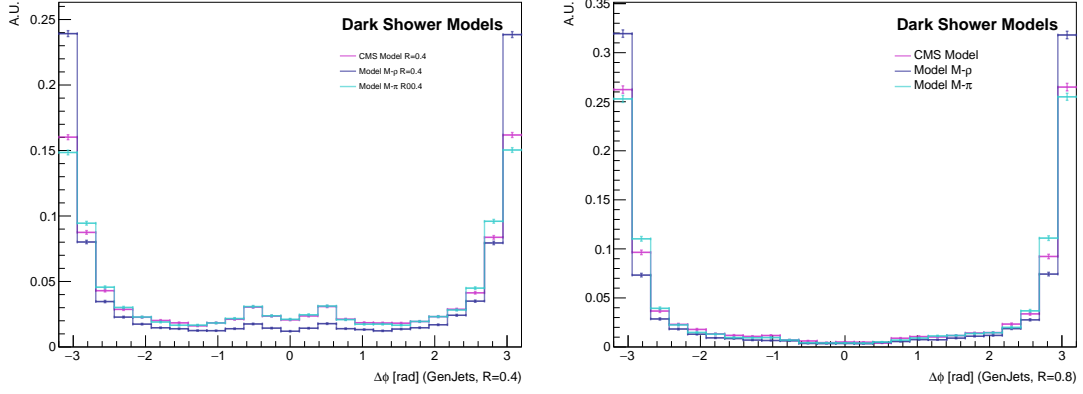 A.U.
Dark Shower Models
CMS Model R=0.4
Model M-ρ R=0.4
Model M-π R00.4
0.25
0.2
0.15
0.1
0.05
0
−3 −2 −1 0 1 2 3
Δϕ [rad] (GenJets, R=0.4)
A.U.
Dark Shower Models
CMS Model
Model M-ρ
Model M-π
0.35
0.3
0.25
0.2
0.15
0.1
0.05
0
−3 −2 −1 0 1 2 3
Δϕ [rad] (GenJets, R=0.8)